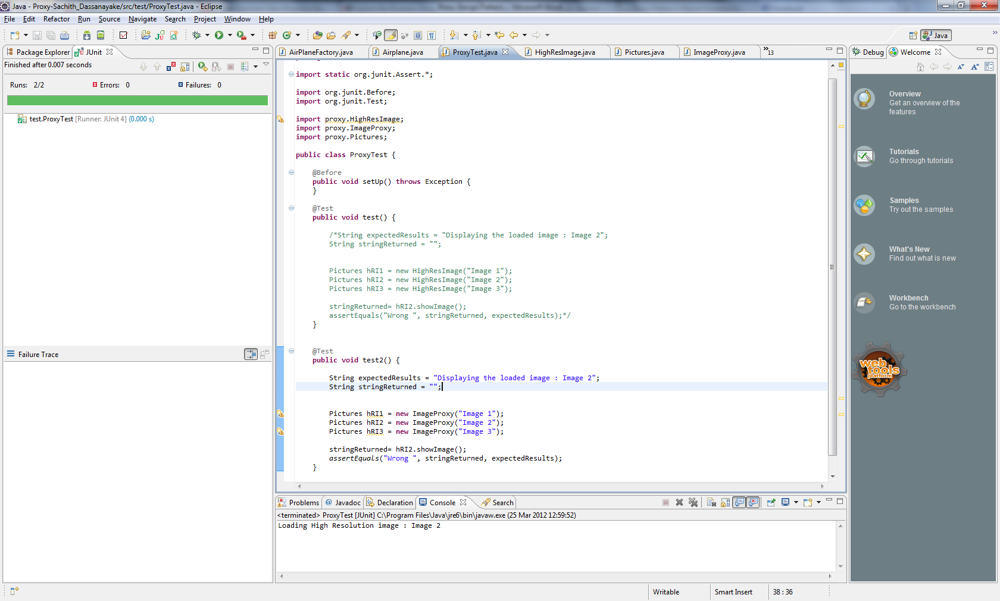 Java - Proxy-Sachith_Dassanayake/src/test/ProxyTest.java - Eclipse
File Edit Refactor Run Source Navigate Search Project Window Help
Java
Package Explorer JUnit
Finished after 0.007 seconds
Runs: 2/2 Errors: 0 Failures: 0
test.ProxyTest [Runner: JUnit 4] (0.000 s)
Failure Trace
AirPlaneFactory.java Airplane.java ProxyTest.java HighResImage.java Pictures.java ImageProxy.java »13
import static org.junit.Assert.*;
import org.junit.Before;
import org.junit.Test;
import proxy.HighResImage;
import proxy.ImageProxy;
import proxy.Pictures;
public class ProxyTest {
@Before
public void setUp() throws Exception {
}
@Test
public void test() {
/*String expectedResults = "Displaying the loaded image : Image 2";
String stringReturned = "";
Pictures hRI1 = new HighResImage("Image 1");
Pictures hRI2 = new HighResImage("Image 2");
Pictures hRI3 = new HighResImage("Image 3");
stringReturned= hRI2.showImage();
assertEquals("Wrong ", stringReturned, expectedResults);*/
}
@Test
public void test2() {
String expectedResults = "Displaying the loaded image : Image 2";
String stringReturned = "";
Pictures hRI1 = new ImageProxy("Image 1");
Pictures hRI2 = new ImageProxy("Image 2");
Pictures hRI3 = new ImageProxy("Image 3");
stringReturned= hRI2.showImage();
assertEquals("Wrong ", stringReturned, expectedResults);
}
Problems @ Javadoc Declaration Console Search
<terminated> ProxyTest [JUnit] C:\Program Files\Java\jre6\bin\javaw.exe (25 Mar 2012 12:59:52)
Loading High Resolution image : Image 2
Debug Welcome
Overview
Get an overview of the
features
Tutorials
Go through tutorials
Samples
Try out the samples
What's New
Find out what is new
Workbench
Go to the workbench
web
tools
platform
Writable Smart Insert 38 : 36